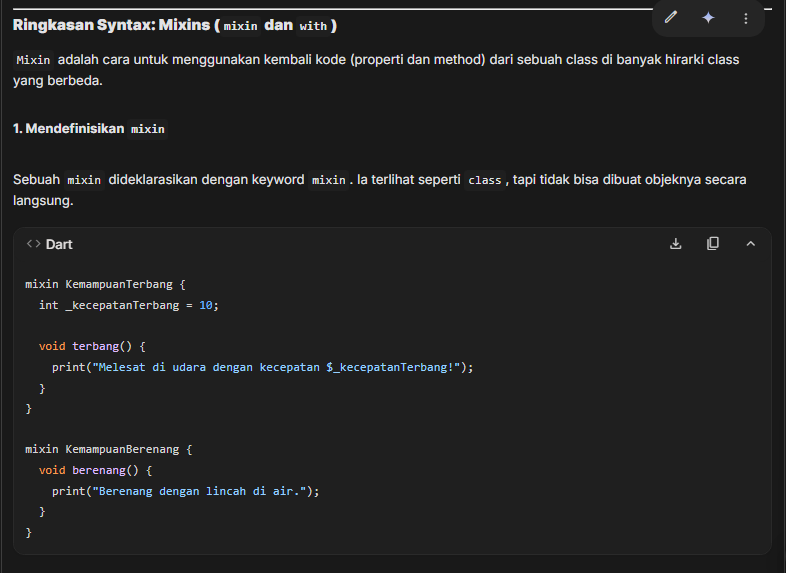 Ringkasan Syntax: Mixins ( mixin dan with )
Mixin adalah cara untuk menggunakan kembali kode (properti dan method) dari sebuah class di banyak hirarki class
yang berbeda.
1. Mendefinisikan mixin
Sebuah mixin dideklarasikan dengan keyword mixin . Ia terlihat seperti class , tapi tidak bisa dibuat objeknya secara
langsung.
<> Dart
mixin KemampuanTerbang {
  int _kecepatanTerbang = 10;

  void terbang() {
    print("Melesat di udara dengan kecepatan $_kecepatanTerbang!");
  }
}

mixin KemampuanBerenang {
  void berenang() {
    print("Berenang dengan lincah di air.");
  }
}